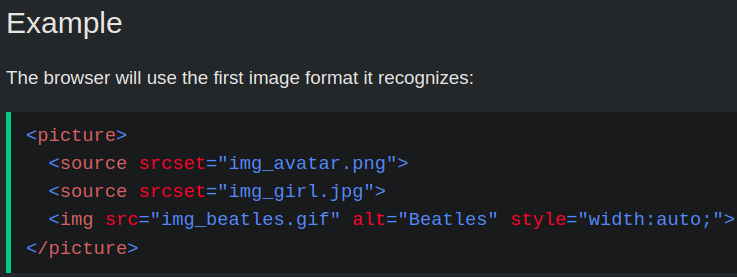 Example
The browser will use the first image format it recognizes:
<picture>
  <source srcset="img_avatar.png">
  <source srcset="img_girl.jpg">
  <img src="img_beatles.gif" alt="Beatles" style="width:auto;">
</picture>